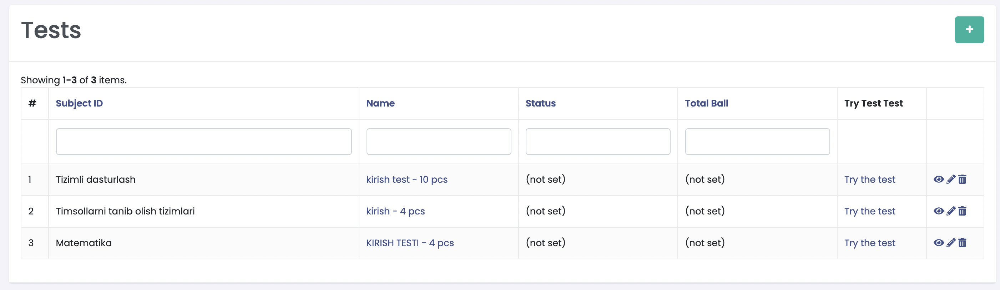 Tests
+
Showing 1-3 of 3 items.
# Subject ID Name Status Total Ball Try Test Test
1 Tizimli dasturlash kirish test - 10 pcs (not set) (not set) Try the test
2 Timsollarni tanib olish tizimlari kirish - 4 pcs (not set) (not set) Try the test
3 Matematika KIRISH TESTI - 4 pcs (not set) (not set) Try the test